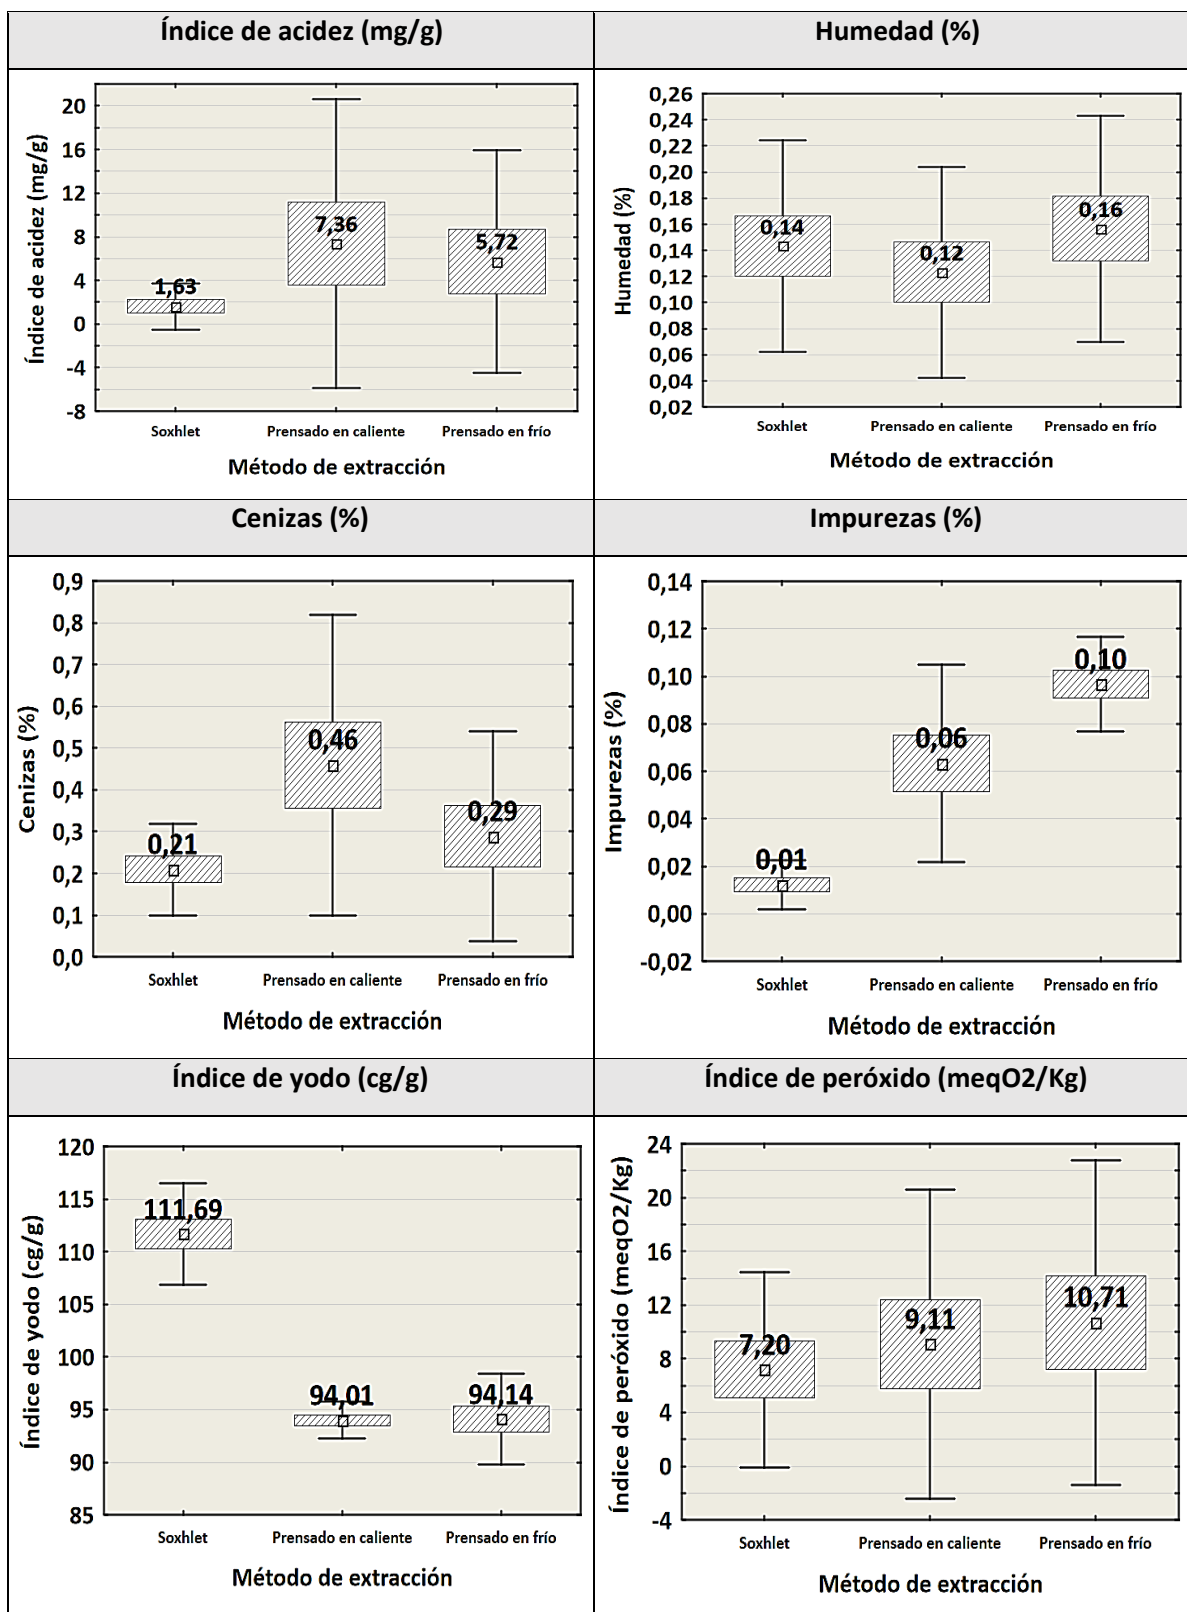 Índice de acidez (mg/g)
Humedad (%)
Índice de acidez (mg/g)
20
16
12
8
4
0
-4
-8
1,63
7,36
5,72
Soxhlet
Prensado en caliente
Prensado en frío
Método de extracción
Humedad (%)
0,26
0,24
0,22
0,20
0,18
0,16
0,14
0,12
0,10
0,08
0,06
0,04
0,02
0,14
0,12
0,16
Soxhlet
Prensado en caliente
Prensado en frío
Método de extracción
Cenizas (%)
Impurezas (%)
Cenizas (%)
0,9
0,8
0,7
0,6
0,5
0,4
0,3
0,2
0,1
0,0
0,21
0,46
0,29
Soxhlet
Prensado en caliente
Prensado en frío
Método de extracción
Impurezas (%)
0,14
0,12
0,10
0,08
0,06
0,04
0,02
0,00
-0,02
0,01
0,06
0,10
Soxhlet
Prensado en caliente
Prensado en frío
Método de extracción
Índice de yodo (cg/g)
Índice de peróxido (meqO2/Kg)
Índice de yodo (cg/g)
120
115
110
105
100
95
90
85
111,69
94,01
94,14
Soxhlet
Prensado en caliente
Prensado en frío
Método de extracción
Índice de peróxido (meqO2/Kg)
24
20
16
12
8
4
0
-4
7,20
9,11
10,71
Soxhlet
Prensado en caliente
Prensado en frío
Método de extracción